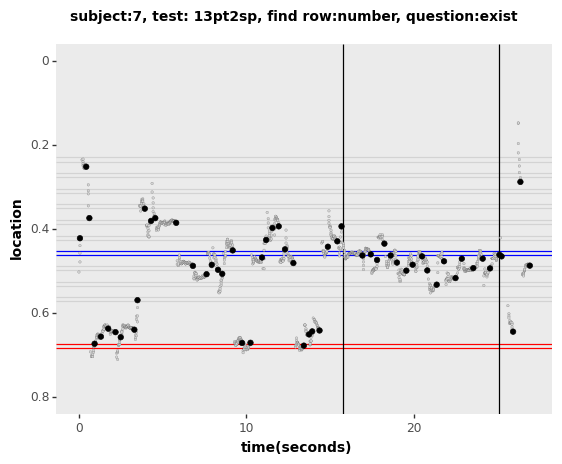 subject:7, test: 13pt2sp, find row:number, question:exist
0
0.2
0.4
0.6
0.8
location
0
10
20
time(seconds)